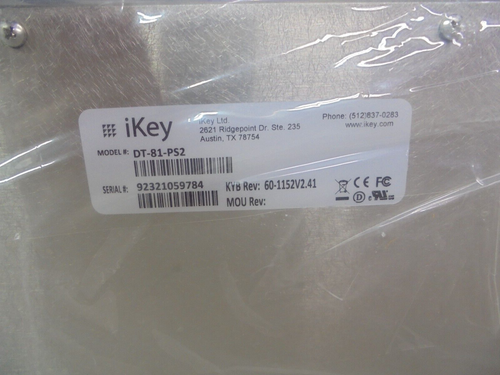 iKey
iKey Ltd.
2621 Ridgepoint Dr. Ste. 235
Austin, TX 78754
Phone: (512)837-0283
www.ikey.com
MODEL #: DT-81-PS2
SERIAL #: 92321059784
KYB Rev: 60-1152V2.41
MOU Rev:
CE FC